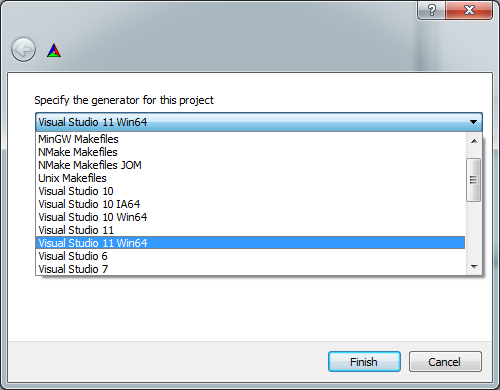 Specify the generator for this project
Visual Studio 11 Win64
MinGW Makefiles
NMake Makefiles
NMake Makefiles JOM
Unix Makefiles
Visual Studio 10
Visual Studio 10 IA64
Visual Studio 10 Win64
Visual Studio 11
Visual Studio 11 Win64
Visual Studio 6
Visual Studio 7
Finish
Cancel